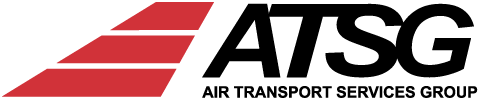 ATSG
AIR TRANSPORT SERVICES GROUP